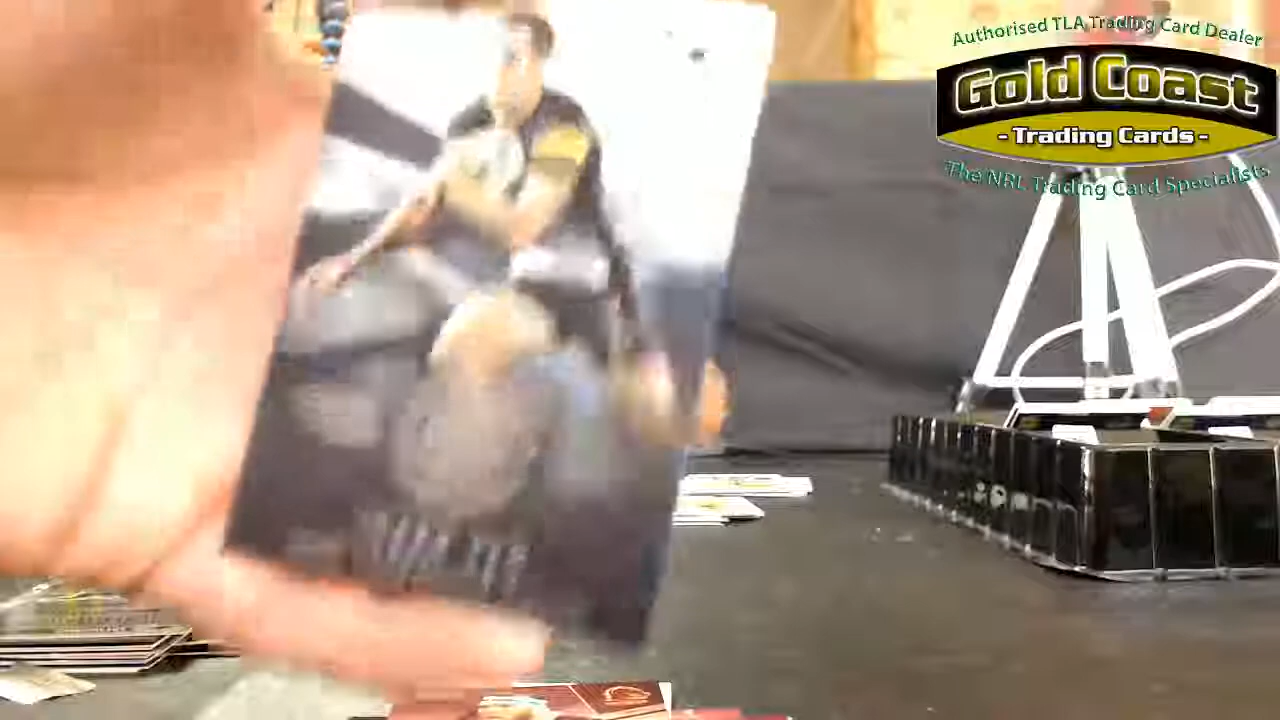 Authorised TLA Trading Card Dealer
Gold Coast
- Trading Cards -
The NRL Trading Card Specialists